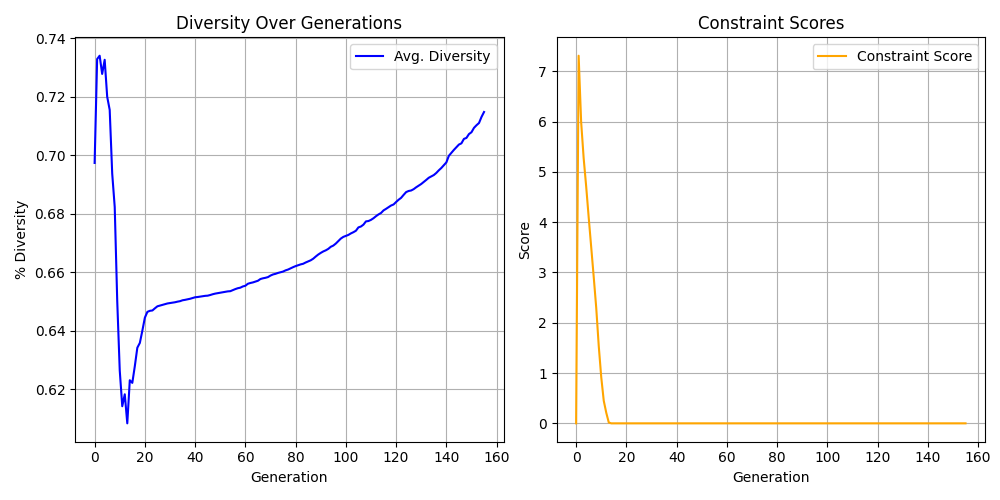 Diversity Over Generations
Avg. Diversity
% Diversity
0.74
0.72
0.70
0.68
0.66
0.64
0.62
0 20 40 60 80 100 120 140 160
Generation
Constraint Scores
Constraint Score
Score
7
6
5
4
3
2
1
0
0 20 40 60 80 100 120 140 160
Generation